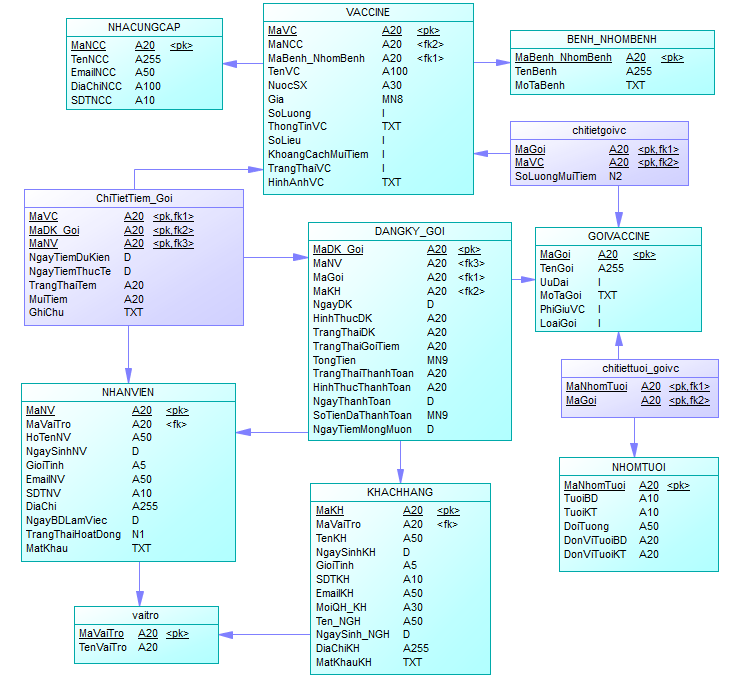 NHACUNGCAP
MaNCC A20 <pk>
TenNCC A255
EmailNCC A50
DiaChiNCC A100
SDTNCC A10
VACCINE
MaVC A20 <pk>
MaNCC A20 <fk2>
MaBenh_NhomBenh A20 <fk1>
TenVC A100
NuocSX A30
Gia MN8
SoLuong I
ThongTinVC TXT
SoLieu I
KhoangCachMuiTiem I
TrangThaiVC I
HinhAnhVC TXT
BENH_NHOMBENH
MaBenh_NhomBenh A20 <pk>
TenBenh A255
MoTaBenh TXT
chitietgoivc
MaGoi A20 <pk,fk1>
MaVC A20 <pk,fk2>
SoLuongMuiTiem N2
ChiTietTiem_Goi
MaVC A20 <pk,fk1>
MaDK_Goi A20 <pk,fk2>
MaNV A20 <pk,fk3>
NgayTiemDuKien D
NgayTiemThucTe D
TrangThaiTem A20
MuiTiem A20
GhiChu TXT
DANGKY_GOI
MaDK_Goi A20 <pk>
MaNV A20 <fk3>
MaGoi A20 <fk1>
MaKH A20 <fk2>
NgayDK D
HinhThucDK A20
TrangThaiDK A20
TrangThaiGoiTiem A20
TongTien MN9
TrangThaiThanhToan A20
HinhThucThanhToan A20
NgayThanhToan D
SoTienDaThanhToan MN9
NgayTiemMongMuon D
GOIVACCINE
MaGoi A20 <pk>
TenGoi A255
UuDai I
MoTaGoi TXT
PhiGiuVC I
LoaiGoi I
chitiettuoi_goivc
MaNhomTuoi A20 <pk,fk1>
MaGoi A20 <pk,fk2>
NHANVIEN
MaNV A20 <pk>
MaVaiTro A20 <fk>
HoTenNV A50
NgaySinhNV D
GioiTinh A5
EmailNV A50
SDTNV A10
DiaChi A255
NgayBDLamViec D
TrangThaiHoatDong N1
MatKhau TXT
KHACHHANG
MaKH A20 <pk>
MaVaiTro A20 <fk>
TenKH A50
NgaySinhKH D
GioiTinh A5
SDTKH A10
EmailKH A50
MoiQH_KH A30
Ten_NGH A50
NgaySinh_NGH D
DiaChiKH A255
MatKhauKH TXT
NHOMTUOI
MaNhomTuoi A20 <pk>
TuoiBD A10
TuoiKT A10
DoiTuong A50
DonViTuoiBD A20
DonViTuoiKT A20
vaitro
MaVaiTro A20 <pk>
TenVaiTro A20